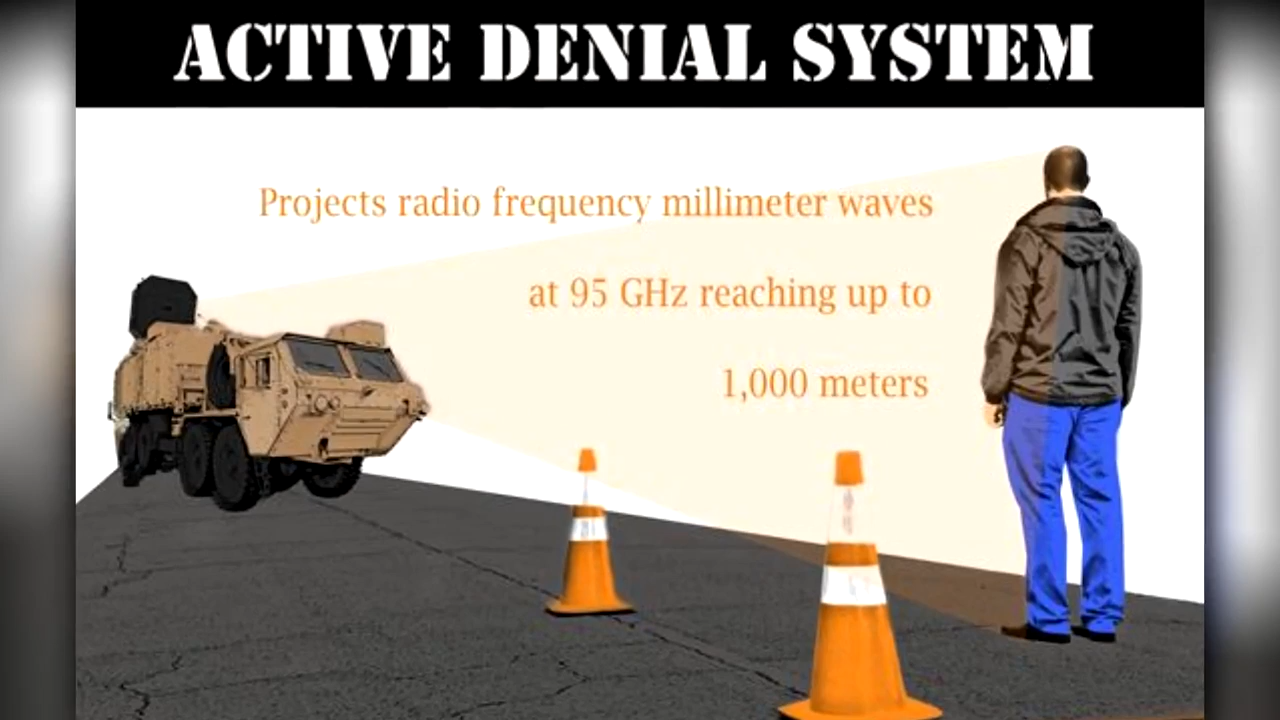 ACTIVE DENIAL SYSTEM
Projects radio frequency millimeter waves
at 95 GHz reaching up to
1,000 meters